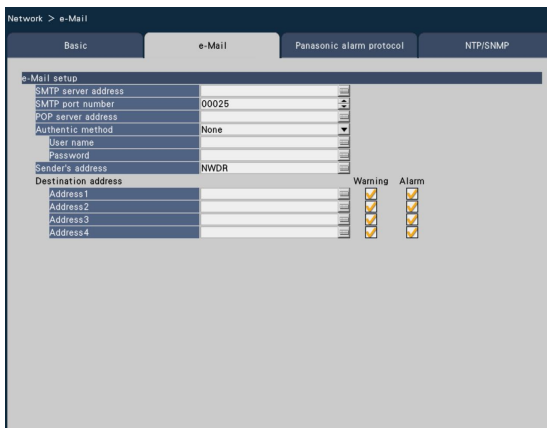 Network > e-Mail
Basic e-Mail Panasonic alarm protocol NTP/SNMP
e-Mail setup
SMTP server address
SMTP port number 00025
POP server address
Authentic method None
User name
Password
Sender's address NWDR
Destination address Warning Alarm
Address1
Address2
Address3
Address4